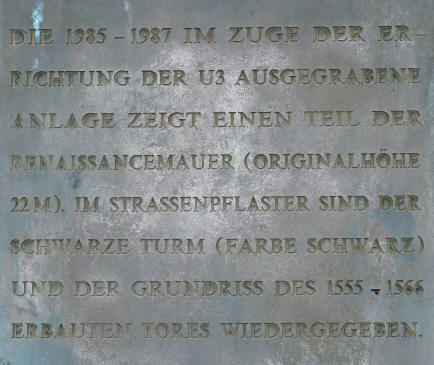 DIE 1985 – 1987 IM ZUGE DER ER–
RICHTUNG DER U3 AUSGEGRABENE
ANLAGE ZEIGT EINEN TEIL DER
RENAISSANCEMAUER (ORIGINALHÖHE
22 M). IM STRASSENPFLASTER SIND DER
SCHWARZE TURM (FARBE SCHWARZ)
UND DER GRUNDRISS DES 1555 – 1566
ERBAUTEN TORES WIEDERGEGEBEN.